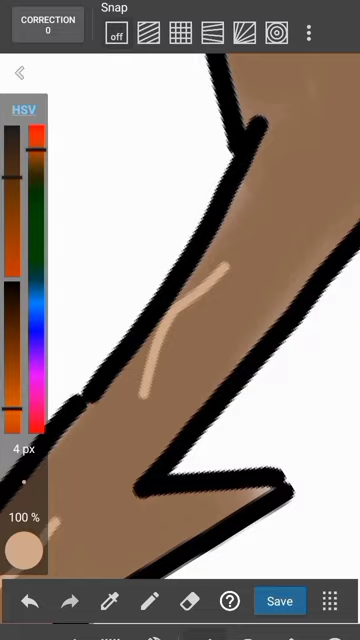 Snap
CORRECTION
0
off
HSV
4 px
100 %
Save